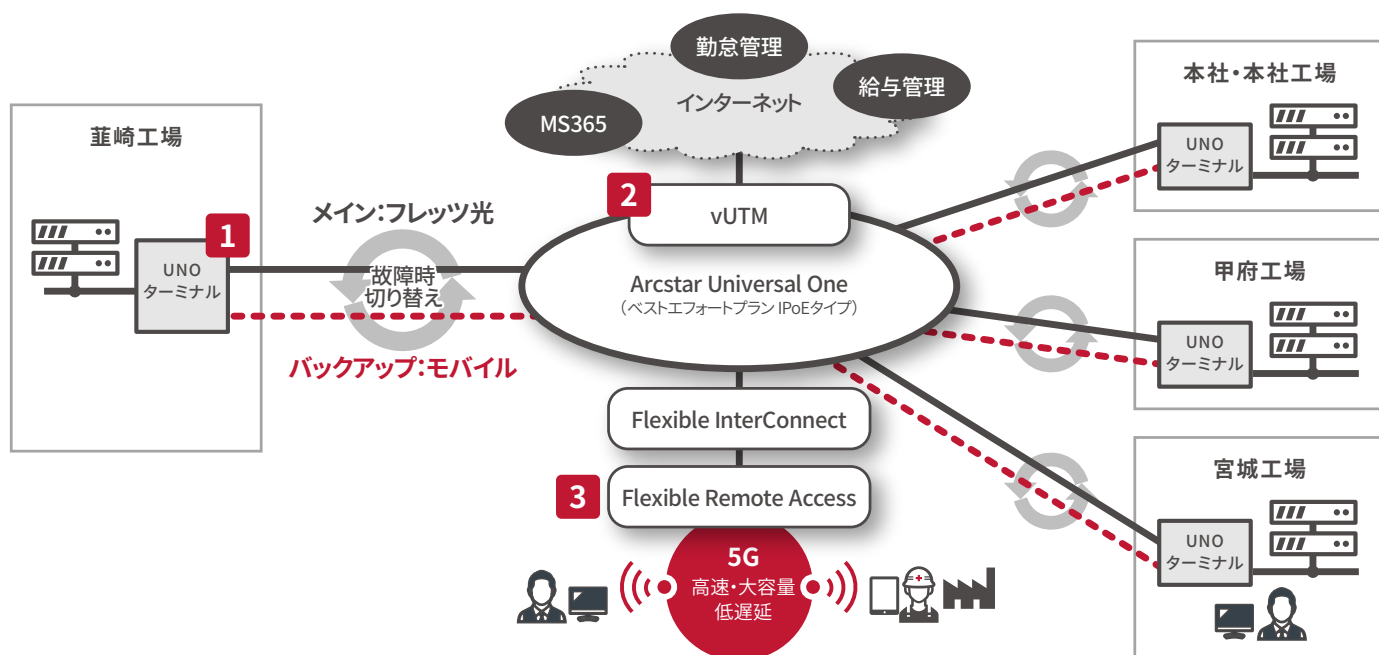 勤怠管理
インターネット
給与管理
MS365
韮崎工場
1
UNO
ターミナル
メイン:フレッツ光
故障時
切り替え
バックアップ:モバイル
2
vUTM
Arcstar Universal One
(ベストエフォートプラン IPoEタイプ)
Flexible InterConnect
3
Flexible Remote Access
5G
高速・大容量
低遅延
本社・本社工場
UNO
ターミナル
甲府工場
UNO
ターミナル
宮城工場
UNO
ターミナル